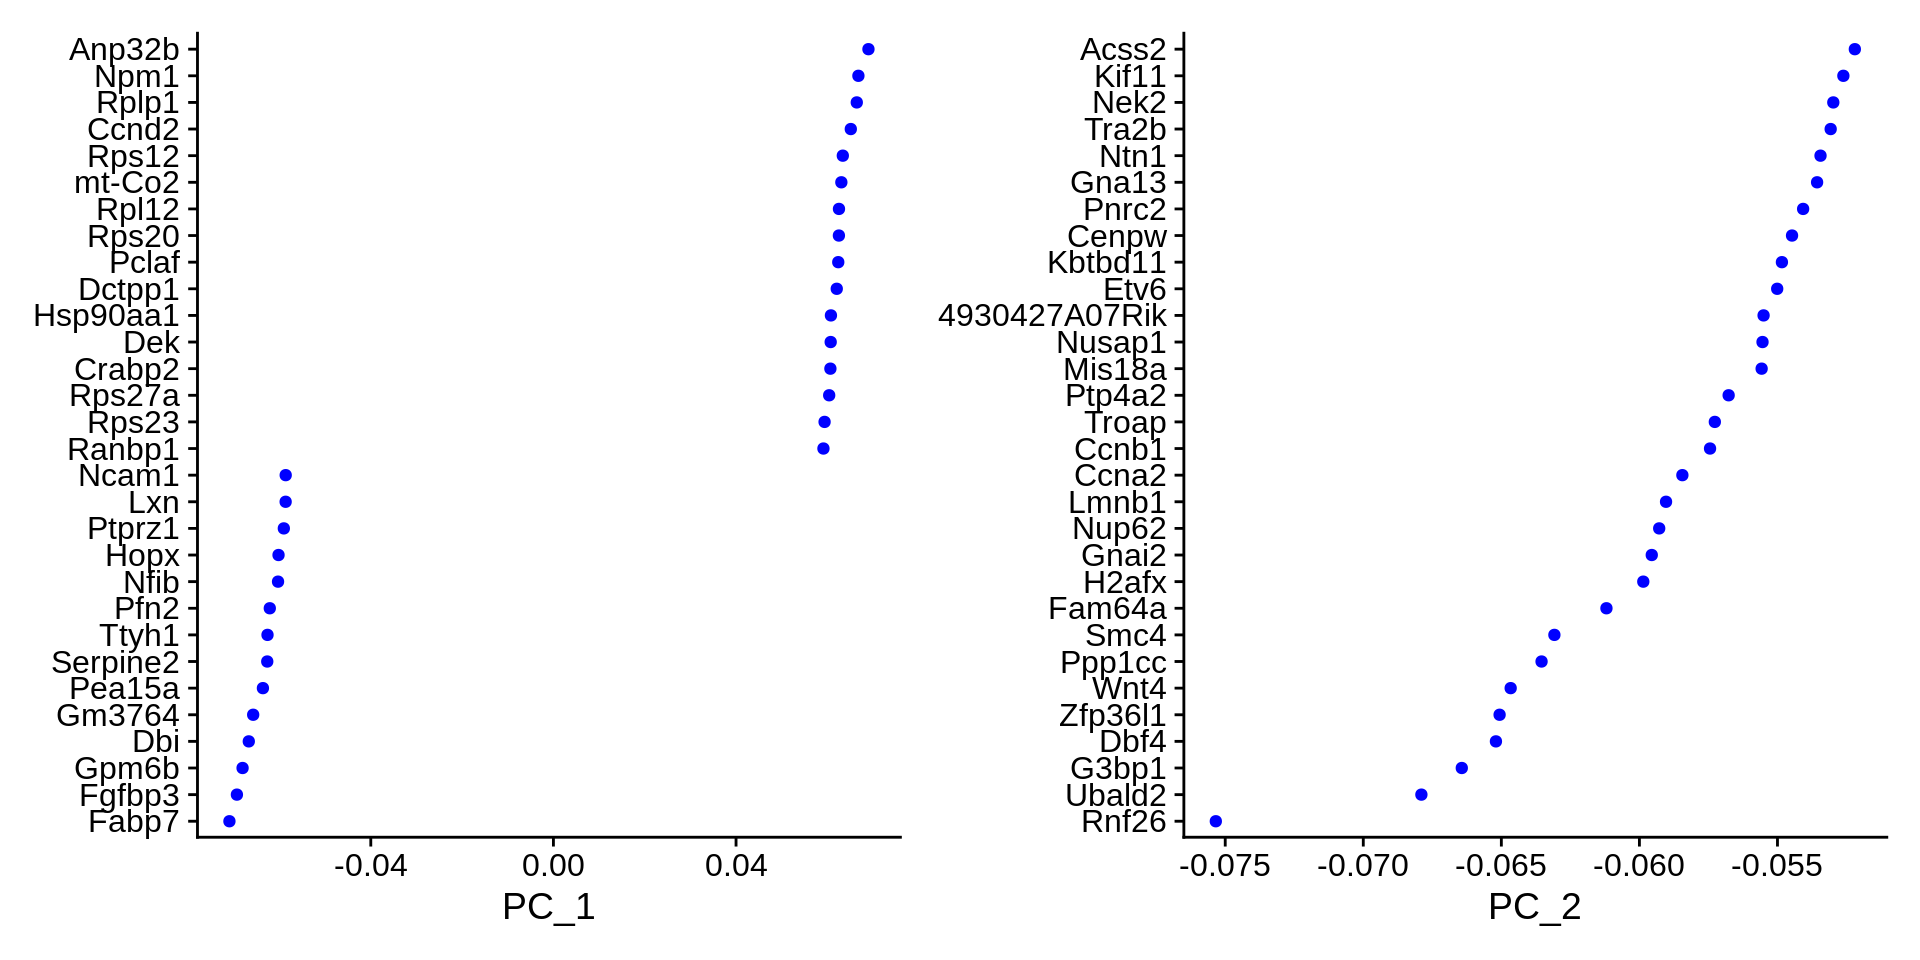 Anp32b
Npm1
Rplp1
Ccnd2
Rps12
mt-Co2
Rpl12
Rps20
Pclaf
Dctpp1
Hsp90aa1
Dek
Crabp2
Rps27a
Rps23
Ranbp1
Ncam1
Lxn
Ptprz1
Hopx
Nfib
Pfn2
Ttyh1
Serpine2
Pea15a
Gm3764
Dbi
Gpm6b
Fgfbp3
Fabp7
-0.04 0.00 0.04
PC_1
Acss2
Kif11
Nek2
Tra2b
Ntn1
Gna13
Pnrc2
Cenpw
Kbtbd11
Etv6
4930427A07Rik
Nusap1
Mis18a
Ptp4a2
Troap
Ccnb1
Ccna2
Lmnb1
Nup62
Gnai2
H2afx
Fam64a
Smc4
Ppp1cc
Wnt4
Zfp36l1
Dbf4
G3bp1
Ubald2
Rnf26
-0.075 -0.070 -0.065 -0.060 -0.055
PC_2